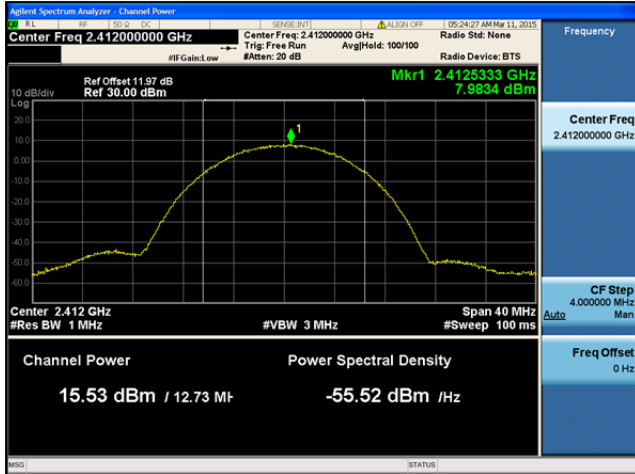 Agilent Spectrum Analyzer - Channel Power
RL RF 50 Ω DC SENSE:INT ALIGN OFF 05:24:27 AM Mar 11, 2015
Center Freq 2.412000000 GHz
Center Freq: 2.412000000 GHz
Radio Std: None
Trig: Free Run Avg|Hold: 100/100
#IFGain:Low #Atten: 20 dB Radio Device: BTS
Frequency
Ref Offset 11.97 dB
10 dB/div Ref 30.00 dBm
Mkr1 2.4125333 GHz
7.9834 dBm
Log
20.0
10.0
0.00
-10.0
-20.0
-30.0
-40.0
-50.0
-60.0
1
Center 2.412 GHz Span 40 MHz
#Res BW 1 MHz #VBW 3 MHz #Sweep 100 ms
Center Freq
2.412000000 GHz
CF Step
4.000000 MHz
Auto Man
Freq Offset
0 Hz
Channel Power Power Spectral Density
15.53 dBm / 12.73 MH -55.52 dBm /Hz
MSG STATUS